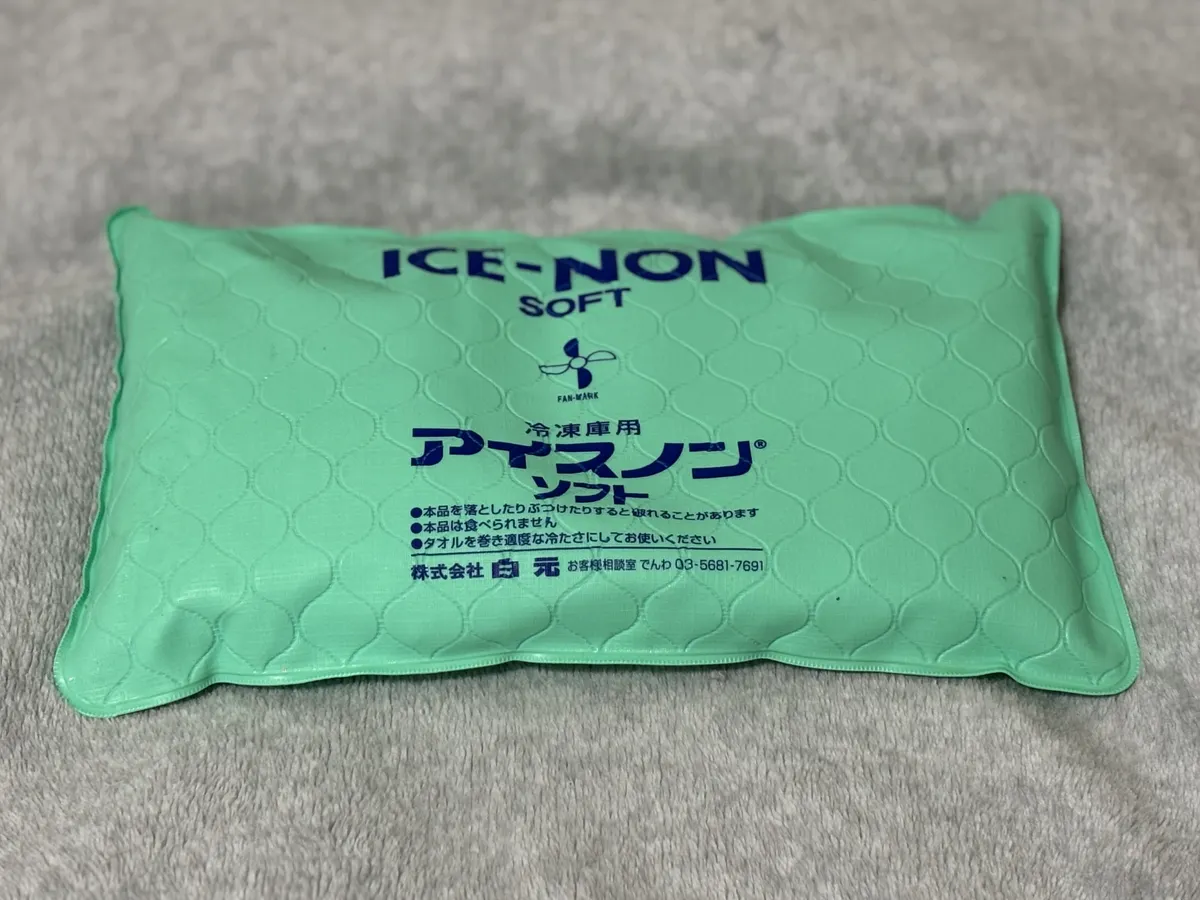 ICE-NON
SOFT
FAN-MARK
冷凍庫用
アイスノン®
ソフト
●本品を落としたりぶつけたりすると破れることがあります
●本品は食べられません
●タオルを巻き適度な冷たさにしてお使いください
株式会社 白元 お客様相談室 でんわ 03-5681-7691